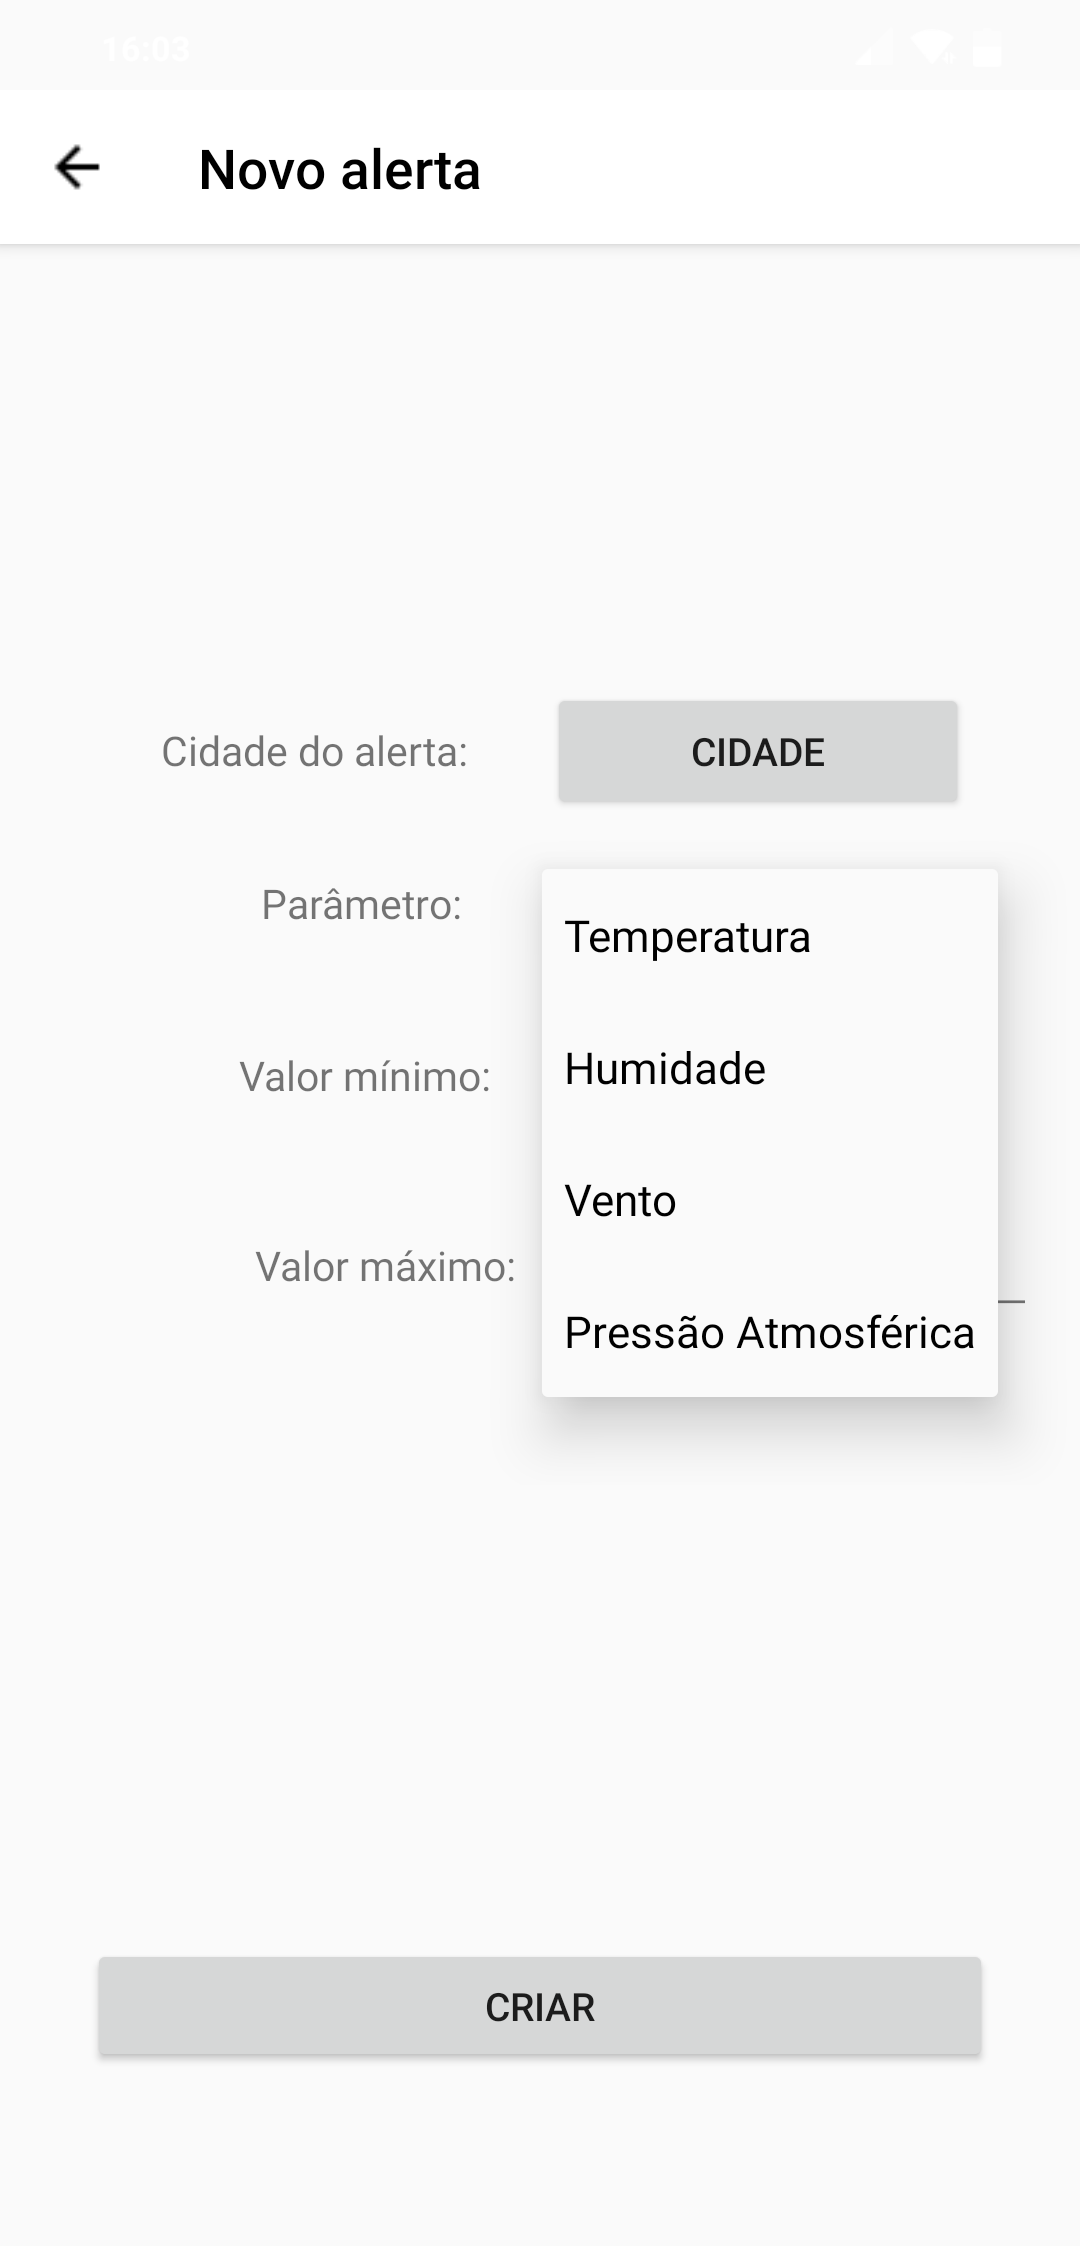 16:03
Novo alerta
Cidade do alerta:
CIDADE
Parâmetro:
Temperatura
Humidade
Valor mínimo:
Vento
Valor máximo:
Pressão Atmosférica
CRIAR